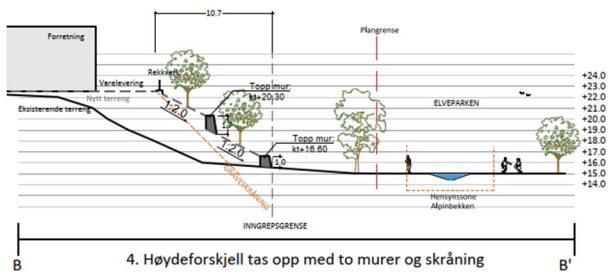 10.7
Plangrense
Forretning
Rekkverk
Varelevering
Nytt terreng
Eksisterende terreng
Topp mur:
kt+20.30
1:2.0
1:2.0
Topp mur:
kt+16.60
1,0
GRAVESKRÅNING
ELVEPARKEN
+24.0
+23.0
+22.0
+21.0
+20.0
+19.0
+18.0
+17.0
+16.0
+15.0
+14.0
Hensynssone
Alpinbekken
INNGREPSGRENSE
B
B'
4. Høydeforskjell tas opp med to murer og skråning